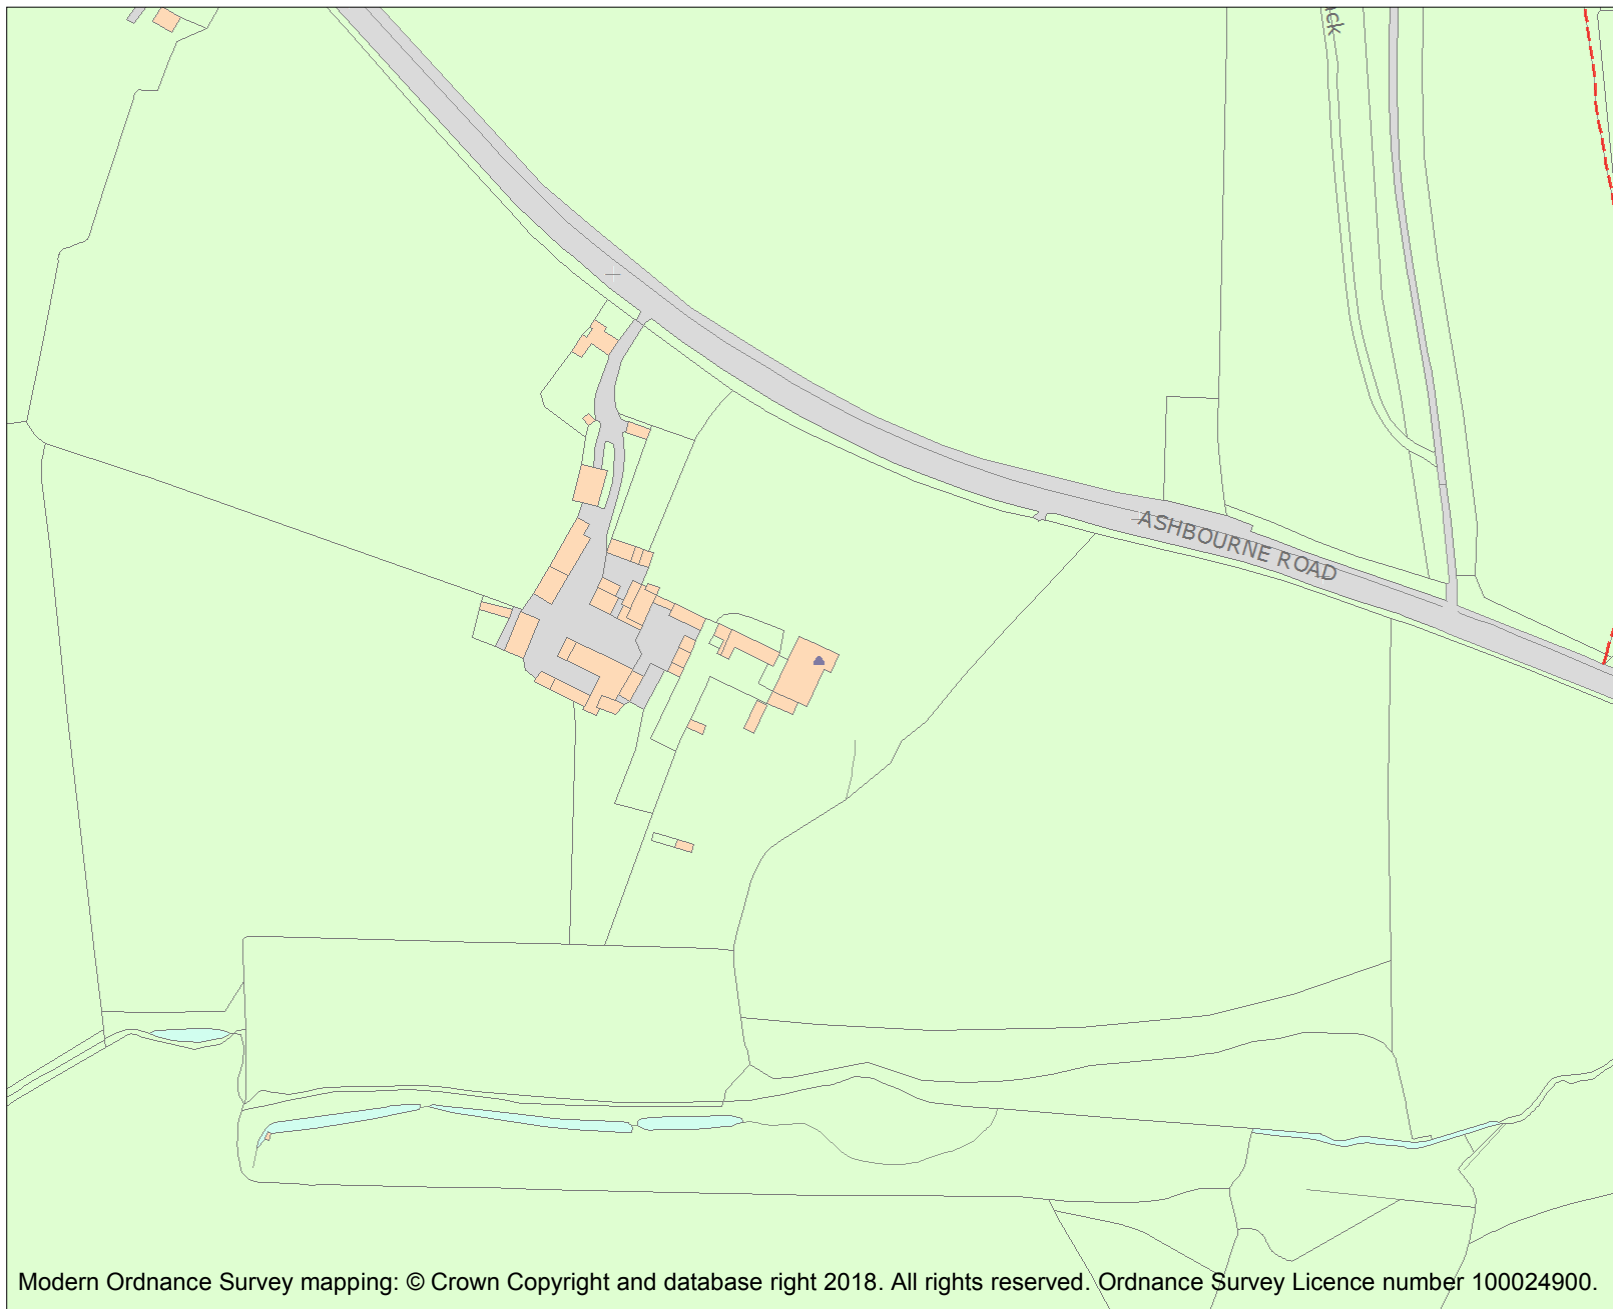 ck
ASHBOURNE ROAD
Modern Ordnance Survey mapping: © Crown Copyright and database right 2018. All rights reserved. Ordnance Survey Licence number 100024900.